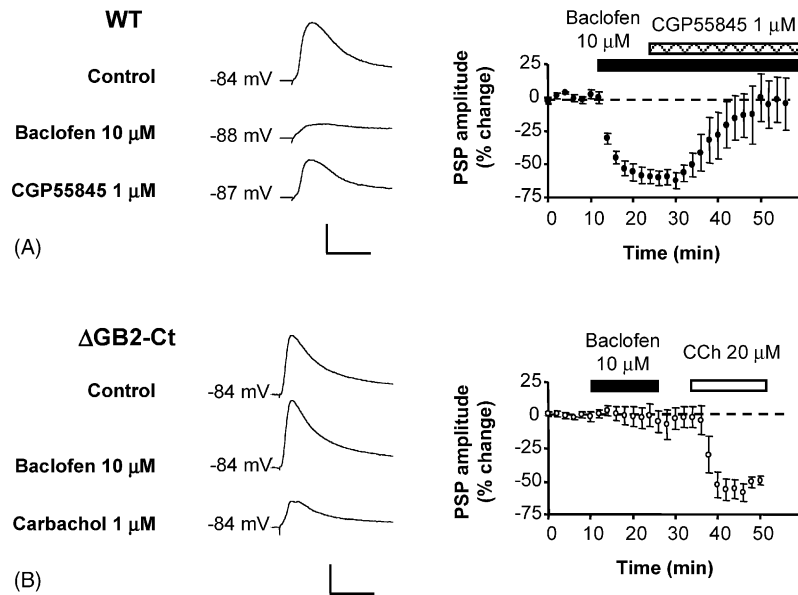 WT
Control
-84 mV
Baclofen 10 µM
-88 mV
CGP55845 1 µM
-87 mV
(A)
Baclofen
10 µM
CGP55845 1 µM
PSP amplitude
(% change)
25
0
-25
-50
-75
0 10 20 30 40 50
Time (min)
ΔGB2-Ct
Control
-84 mV
Baclofen 10 µM
-84 mV
Carbachol 1 µM
-84 mV
(B)
Baclofen
10 µM
CCh 20 µM
PSP amplitude
(% change)
25
0
-25
-50
-75
0 10 20 30 40 50
Time (min)